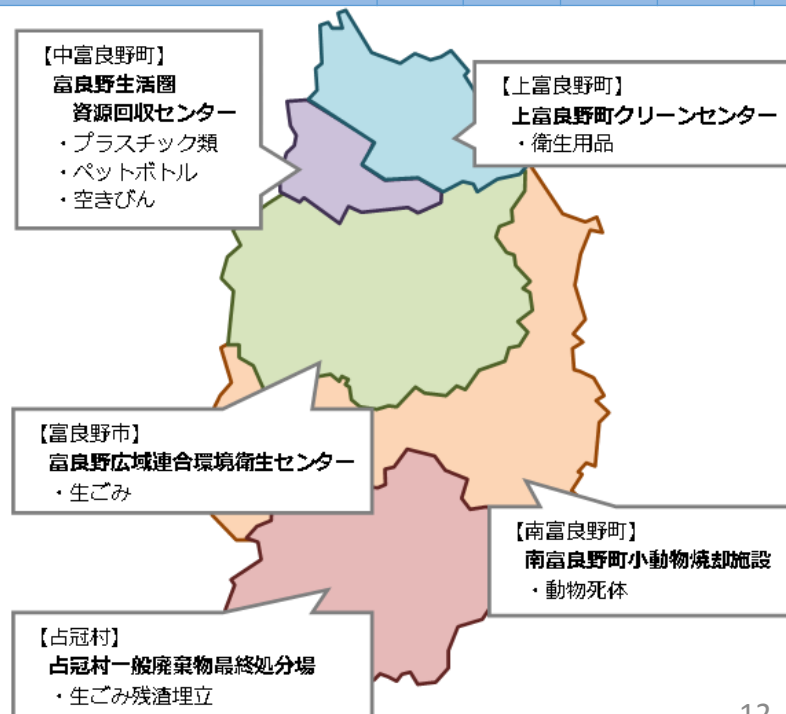 【中富良野町】
富良野生活圏
資源回収センター
・プラスチック類
・ペットボトル
・空きびん
【上富良野町】
上富良野町クリーンセンター
・衛生用品
【富良野市】
富良野広域連合環境衛生センター
・生ごみ
【南富良野町】
南富良野町小動物焼却施設
・動物死体
【占冠村】
占冠村一般廃棄物最終処分場
・生ごみ残渣埋立
12